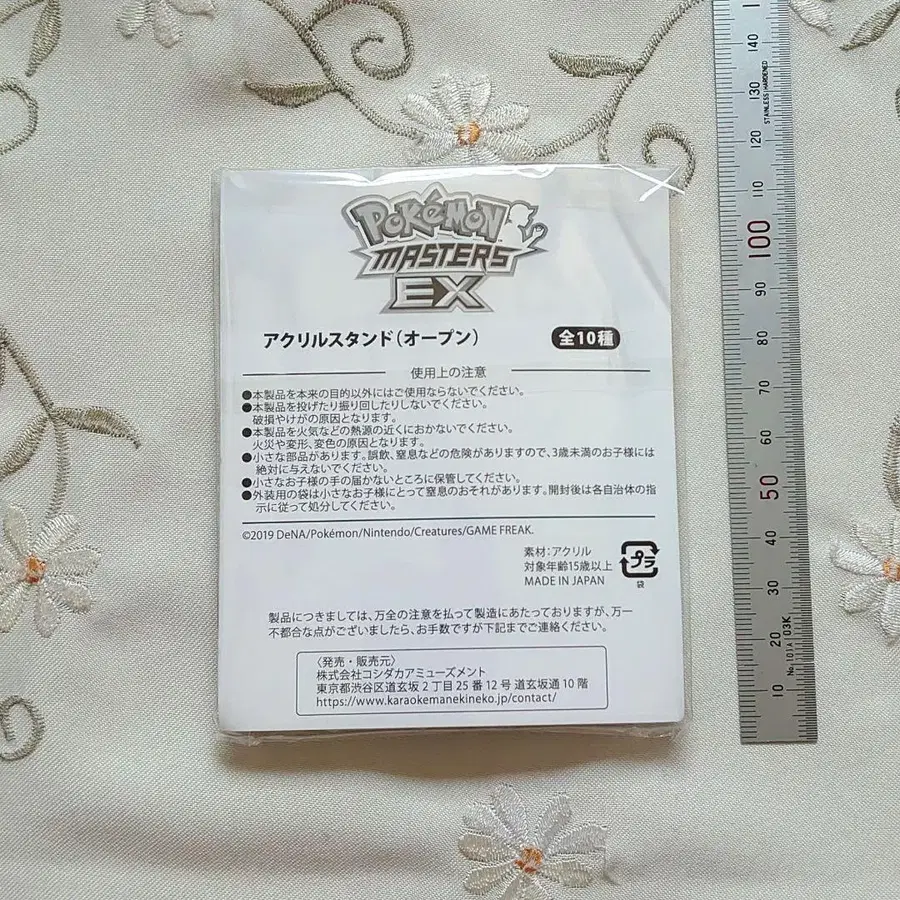 POKÉMON
MASTERS
EX
アクリルスタンド(オープン)
全10種
使用上の注意
●本製品を本来の目的以外にはご使用ならないでください。
●本製品を投げたり振り回したりしないでください。
破損やけがの原因となります。
●本製品を火気などの熱源の近くにおかないでください。
火災や変形、変色の原因となります。
●小さな部品があります。誤飲、窒息などの危険がありますので、3歳未満のお子様には
絶対に与えないでください。
●小さなお子様の手の届かないところに保管してください。
●外装用の袋は小さなお子様にとって窒息のおそれがあります。開封後は各自治体の指
示に従って処分してください。
©2019 DeNA/Pokémon/Nintendo/Creatures/GAME FREAK.
素材:アクリル
対象年齢15歳以上
MADE IN JAPAN
プラ
袋
製品につきましては、万全の注意を払って製造にあたっておりますが、万一
不都合な点がございましたら、お手数ですが下記までご連絡ください。
〈発売・販売元〉
株式会社コシダカアミューズメント
東京都渋谷区道玄坂2丁目25番12号 道玄坂通10階
https://www.karaokemanekineko.jp/contact/
140
130
STAINLESS HARDENED
120
110
100
90
80
70
60
50
40
30
20
10
No.101A 03K